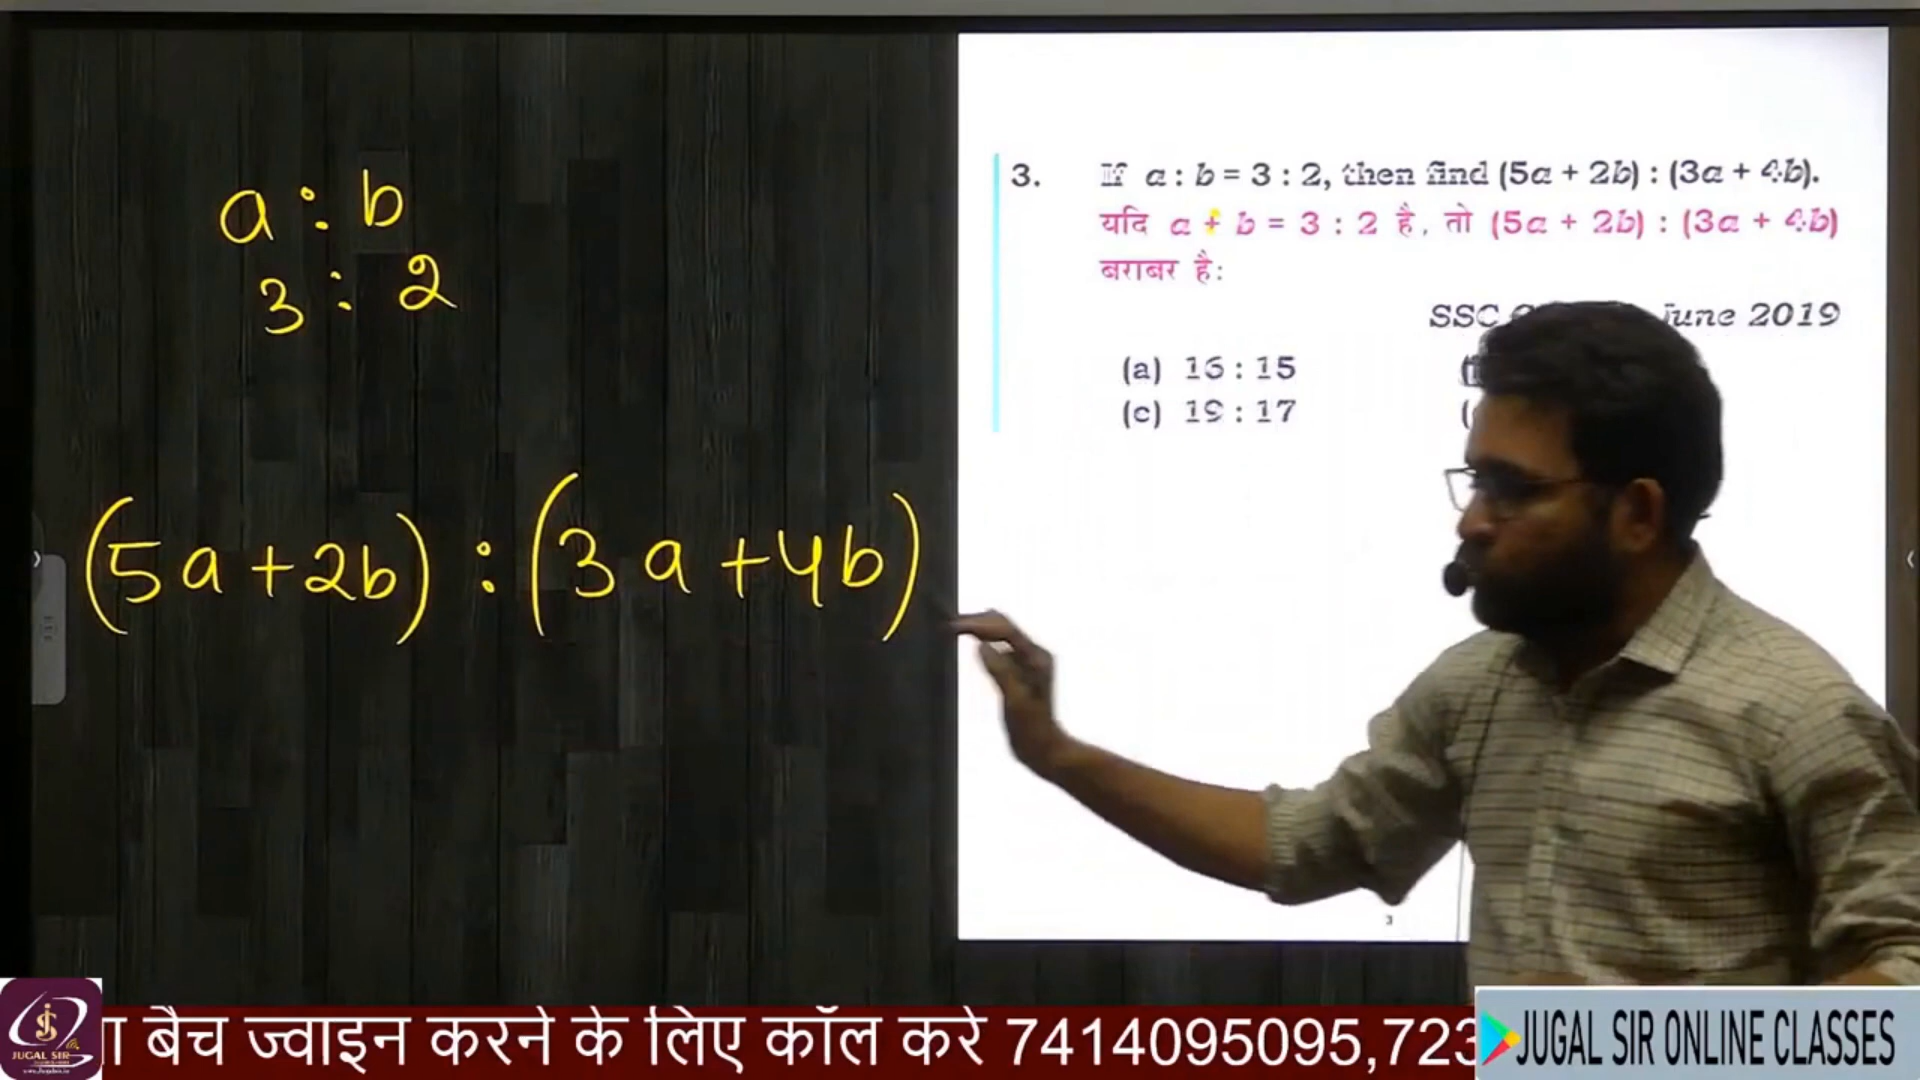 a : b
3 : 2
(5a+2b) : (3a+4b)
3. If a : b = 3 : 2, then find (5a + 2b) : (3a + 4b).
यदि a + b = 3 : 2 है, तो (5a + 2b) : (3a + 4b)
बराबर है:
SSC June 2019
(a) 16 : 15
(c) 19 : 17
3
बैच ज्वाइन करने के लिए कॉल करे 7414095095,723
JUGAL SIR
JUGAL SIR ONLINE CLASSES